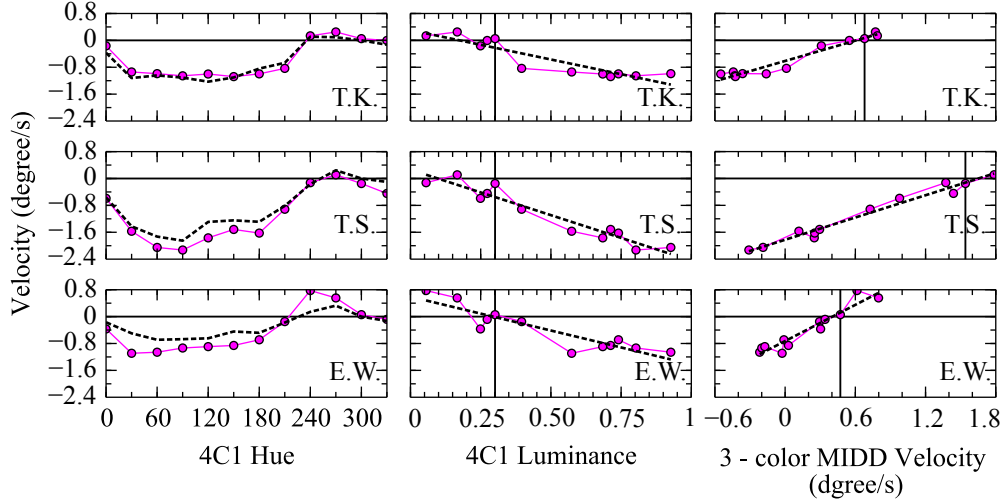 0.8
0
−0.8
−1.6
−2.4
T.K.
T.K.
T.K.
0.8
0
−0.8
−1.6
−2.4
T.S.
T.S.
T.S.
0.8
0
−0.8
−1.6
−2.4
E.W.
E.W.
E.W.
Velocity (degree/s)
0 60 120 180 240 300
0 0.25 0.50 0.75 1
−0.6 0 0.6 1.2 1.8
4C1 Hue
4C1 Luminance
3 - color MIDD Velocity
(dgree/s)